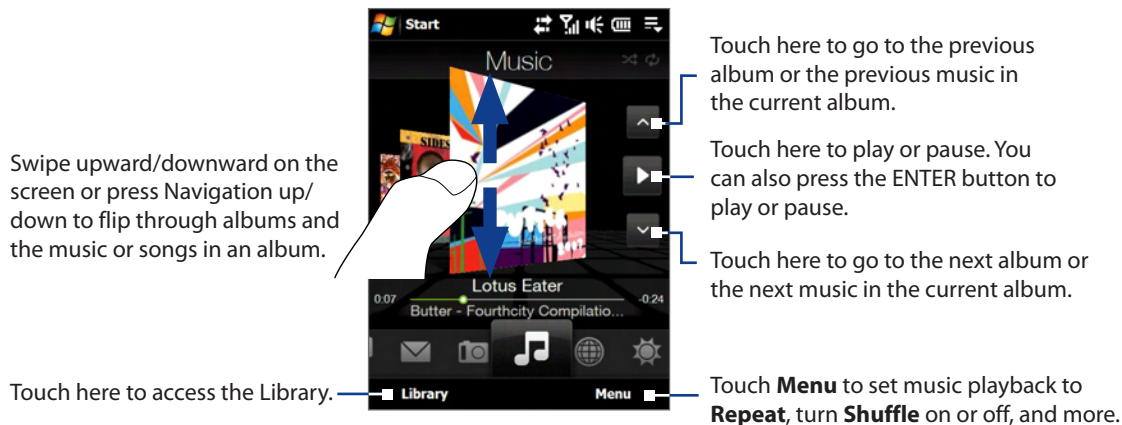 Start
Music
SIDES
2007
Lotus Eater
0:07
-0:24
Butter - Fourthcity Compilatio...
Library
Menu
Swipe upward/downward on the
screen or press Navigation up/
down to flip through albums and
the music or songs in an album.
Touch here to access the Library.
Touch here to go to the previous
album or the previous music in
the current album.
Touch here to play or pause. You
can also press the ENTER button to
play or pause.
Touch here to go to the next album or
the next music in the current album.
Touch Menu to set music playback to
Repeat, turn Shuffle on or off, and more.